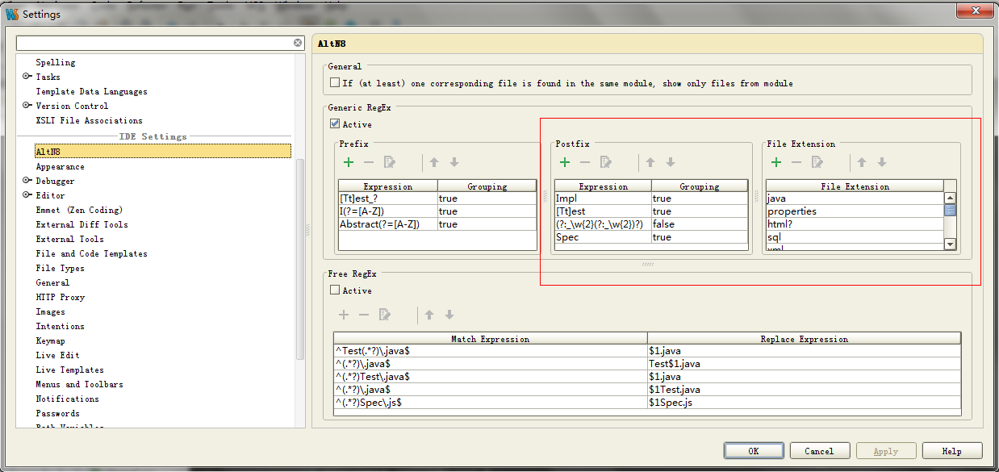 Settings
Spelling
Tasks
Template Data Languages
Version Control
XSLT File Associations
IDE Settings
AltN8
Appearance
Debugger
Editor
Emmet (Zen Coding)
External Diff Tools
External Tools
File and Code Templates
File Types
General
HTTP Proxy
Images
Intentions
Keymap
Live Edit
Live Templates
Menus and Toolbars
Notifications
Passwords
Path Variables
AltN8
General
If (at least) one corresponding file is found in the same module, show only files from module
Generic RegEx
Active
Prefix
Expression Grouping
[Tt]est_? true
I(?=[A-Z]) true
Abstract(?=[A-Z]) true
Postfix
Expression Grouping
Impl true
[Tt]est true
(?:_\w{2}(?:_\w{2})?) false
Spec true
File Extension
File Extension
java
properties
html?
sql
xml
Free RegEx
Active
Match Expression Replace Expression
^Test(.*?)\.java$ $1.java
^(.*?)\.java$ Test$1.java
^(.*?)Test\.java$ $1.java
^(.*?)\.java$ $1Test.java
^(.*?)Spec\.js$ $1Spec.js
OK Cancel Apply Help